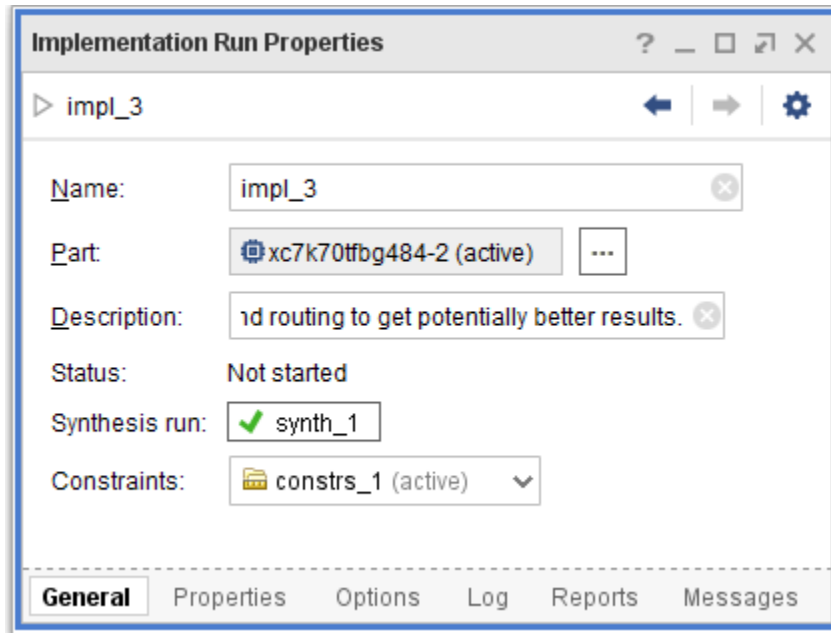 Implementation Run Properties
impl_3
Name: impl_3
Part: xc7k70tfbg484-2 (active) ...
Description: nd routing to get potentially better results.
Status: Not started
Synthesis run: synth_1
Constraints: constrs_1 (active)
General Properties Options Log Reports Messages